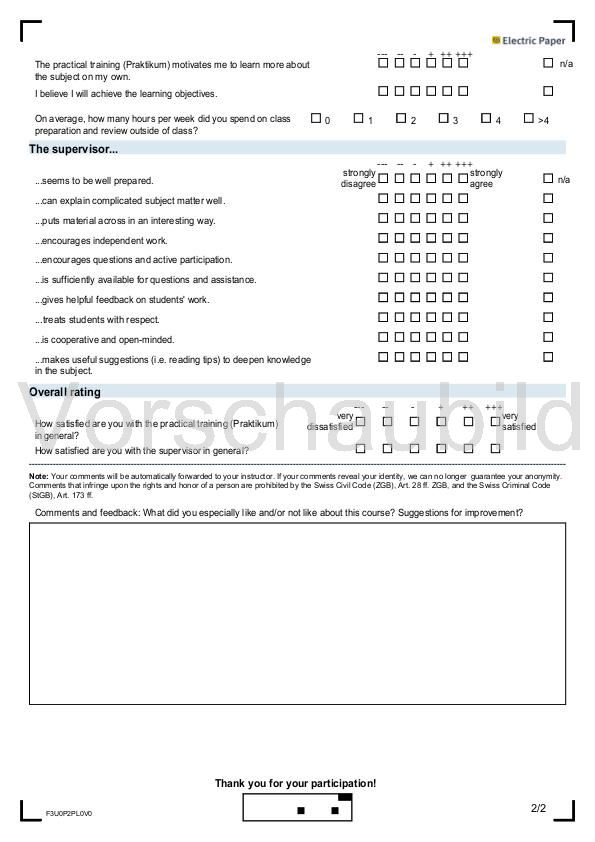 Electric Paper
--- -- - + ++ +++
The practical training (Praktikum) motivates me to learn more about n/a
the subject on my own.
I believe I will achieve the learning objectives.
On average, how many hours per week did you spend on class 0 1 2 3 4 >4
preparation and review outside of class?
The supervisor...
--- -- - + ++ +++
strongly disagree strongly agree
...seems to be well prepared. n/a
...can explain complicated subject matter well.
...puts material across in an interesting way.
...encourages independent work.
...encourages questions and active participation.
...is sufficiently available for questions and assistance.
...gives helpful feedback on students' work.
...treats students with respect.
...is cooperative and open-minded.
...makes useful suggestions (i.e. reading tips) to deepen knowledge
in the subject.
Vorschaubild
Overall rating
--- -- - + ++ +++
very dissatisfied very satisfied
How satisfied are you with the practical training (Praktikum)
in general?
How satisfied are you with the supervisor in general?
Note: Your comments will be automatically forwarded to your instructor. If your comments reveal your identity, we can no longer guarantee your anonymity.
Comments that infringe upon the rights and honor of a person are prohibited by the Swiss Civil Code (ZGB), Art. 28 ff. ZGB, and the Swiss Criminal Code
(StGB), Art. 173 ff.
Comments and feedback: What did you especially like and/or not like about this course? Suggestions for improvement?
Thank you for your participation!
F3U0P2PL0V0
2/2